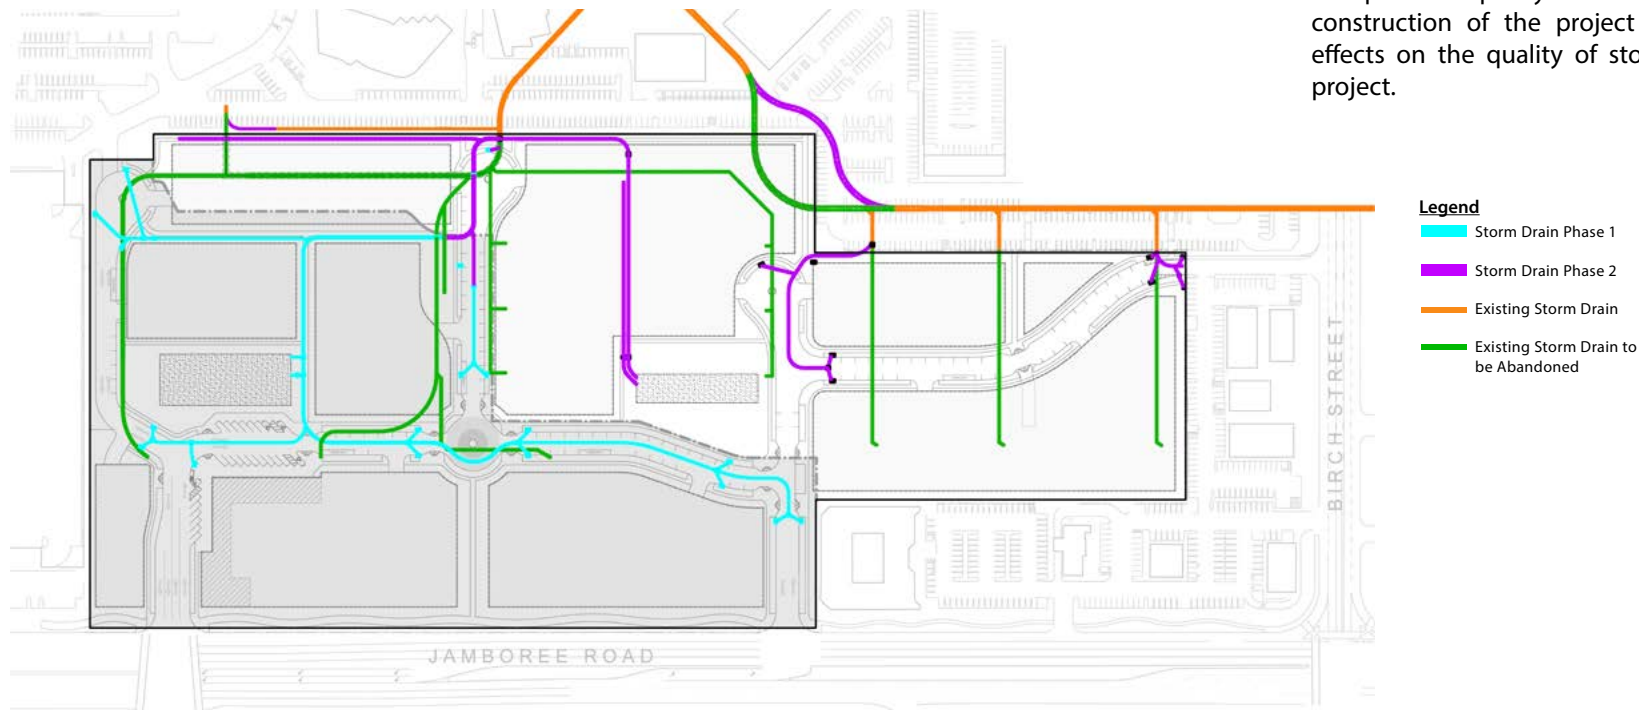 construction of the project
effects on the quality of sto
project.
Legend
Storm Drain Phase 1
Storm Drain Phase 2
Existing Storm Drain
Existing Storm Drain to
be Abandoned
BIRCH STREET
JAMBOREE ROAD